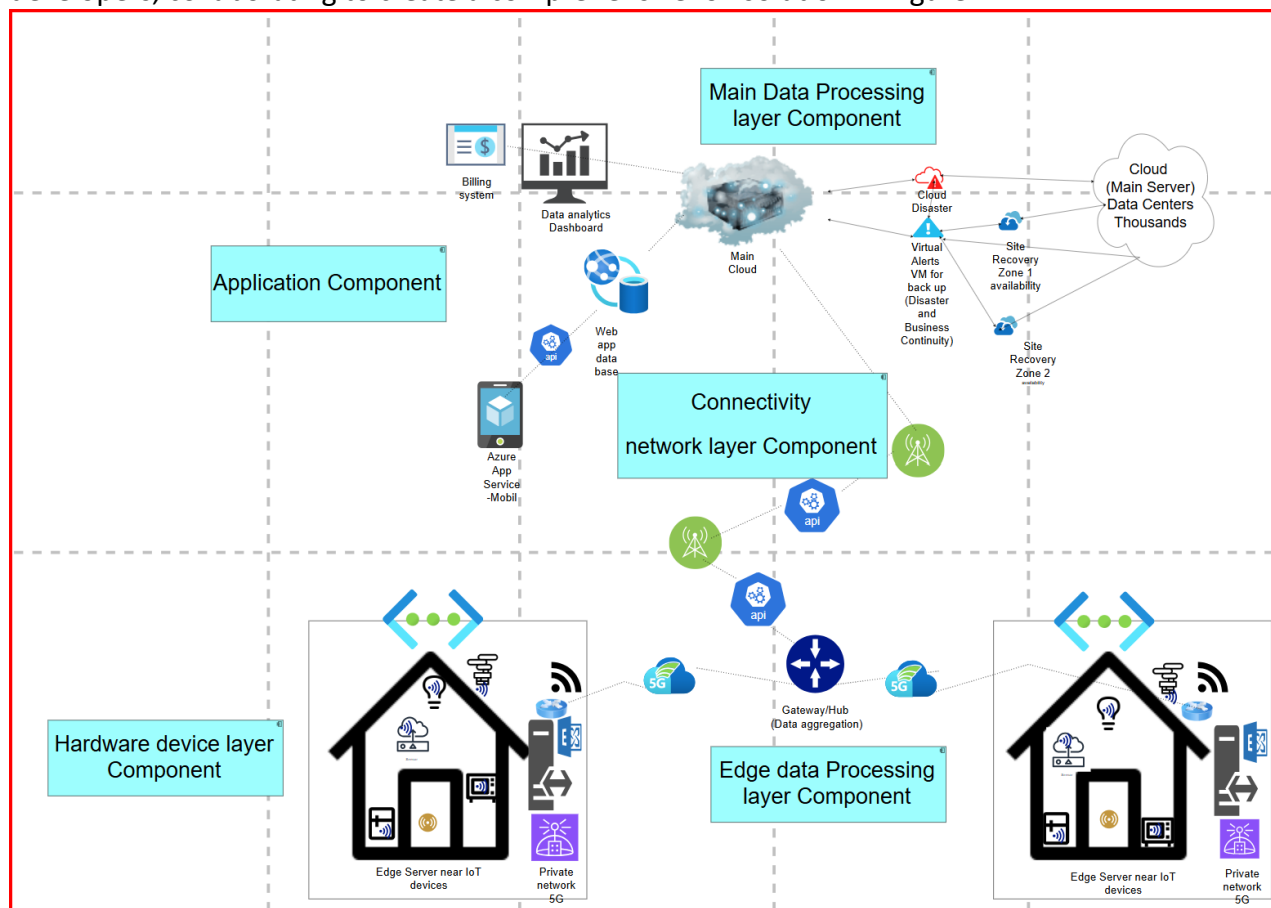 Main Data Processing
layer Component
Billing
system
Data analytics
Dashboard
Main
Cloud
Cloud
Disaster
Virtual
Alerts
VM for
back up
(Disaster
and
Business
Continuity)
Site
Recovery
Zone 1
availability
Cloud
(Main Server)
Data Centers
Thousands
Site
Recovery
Zone 2
availability
Application Component
Web
app
data
base
api
Azure
App
Service
-Mobil
Connectivity
network layer Component
api
api
5G
5G
Gateway/Hub
(Data aggregation)
Hardware device layer
Component
Edge data Processing
layer Component
Edge Server near IoT
devices
Private
network
5G
Edge Server near IoT
devices
Private
network
5G